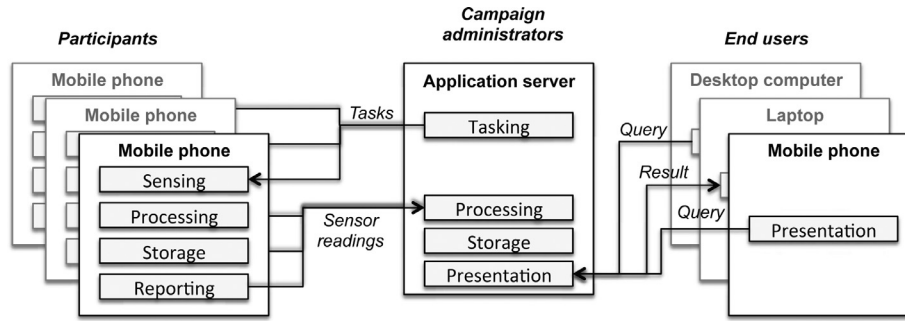 Participants
Campaign
administrators
End users
Mobile phone
Mobile phone
Mobile phone
Sensing
Processing
Storage
Reporting
Tasks
Sensor
readings
Application server
Tasking
Processing
Storage
Presentation
Query
Result
Query
Desktop computer
Laptop
Mobile phone
Presentation